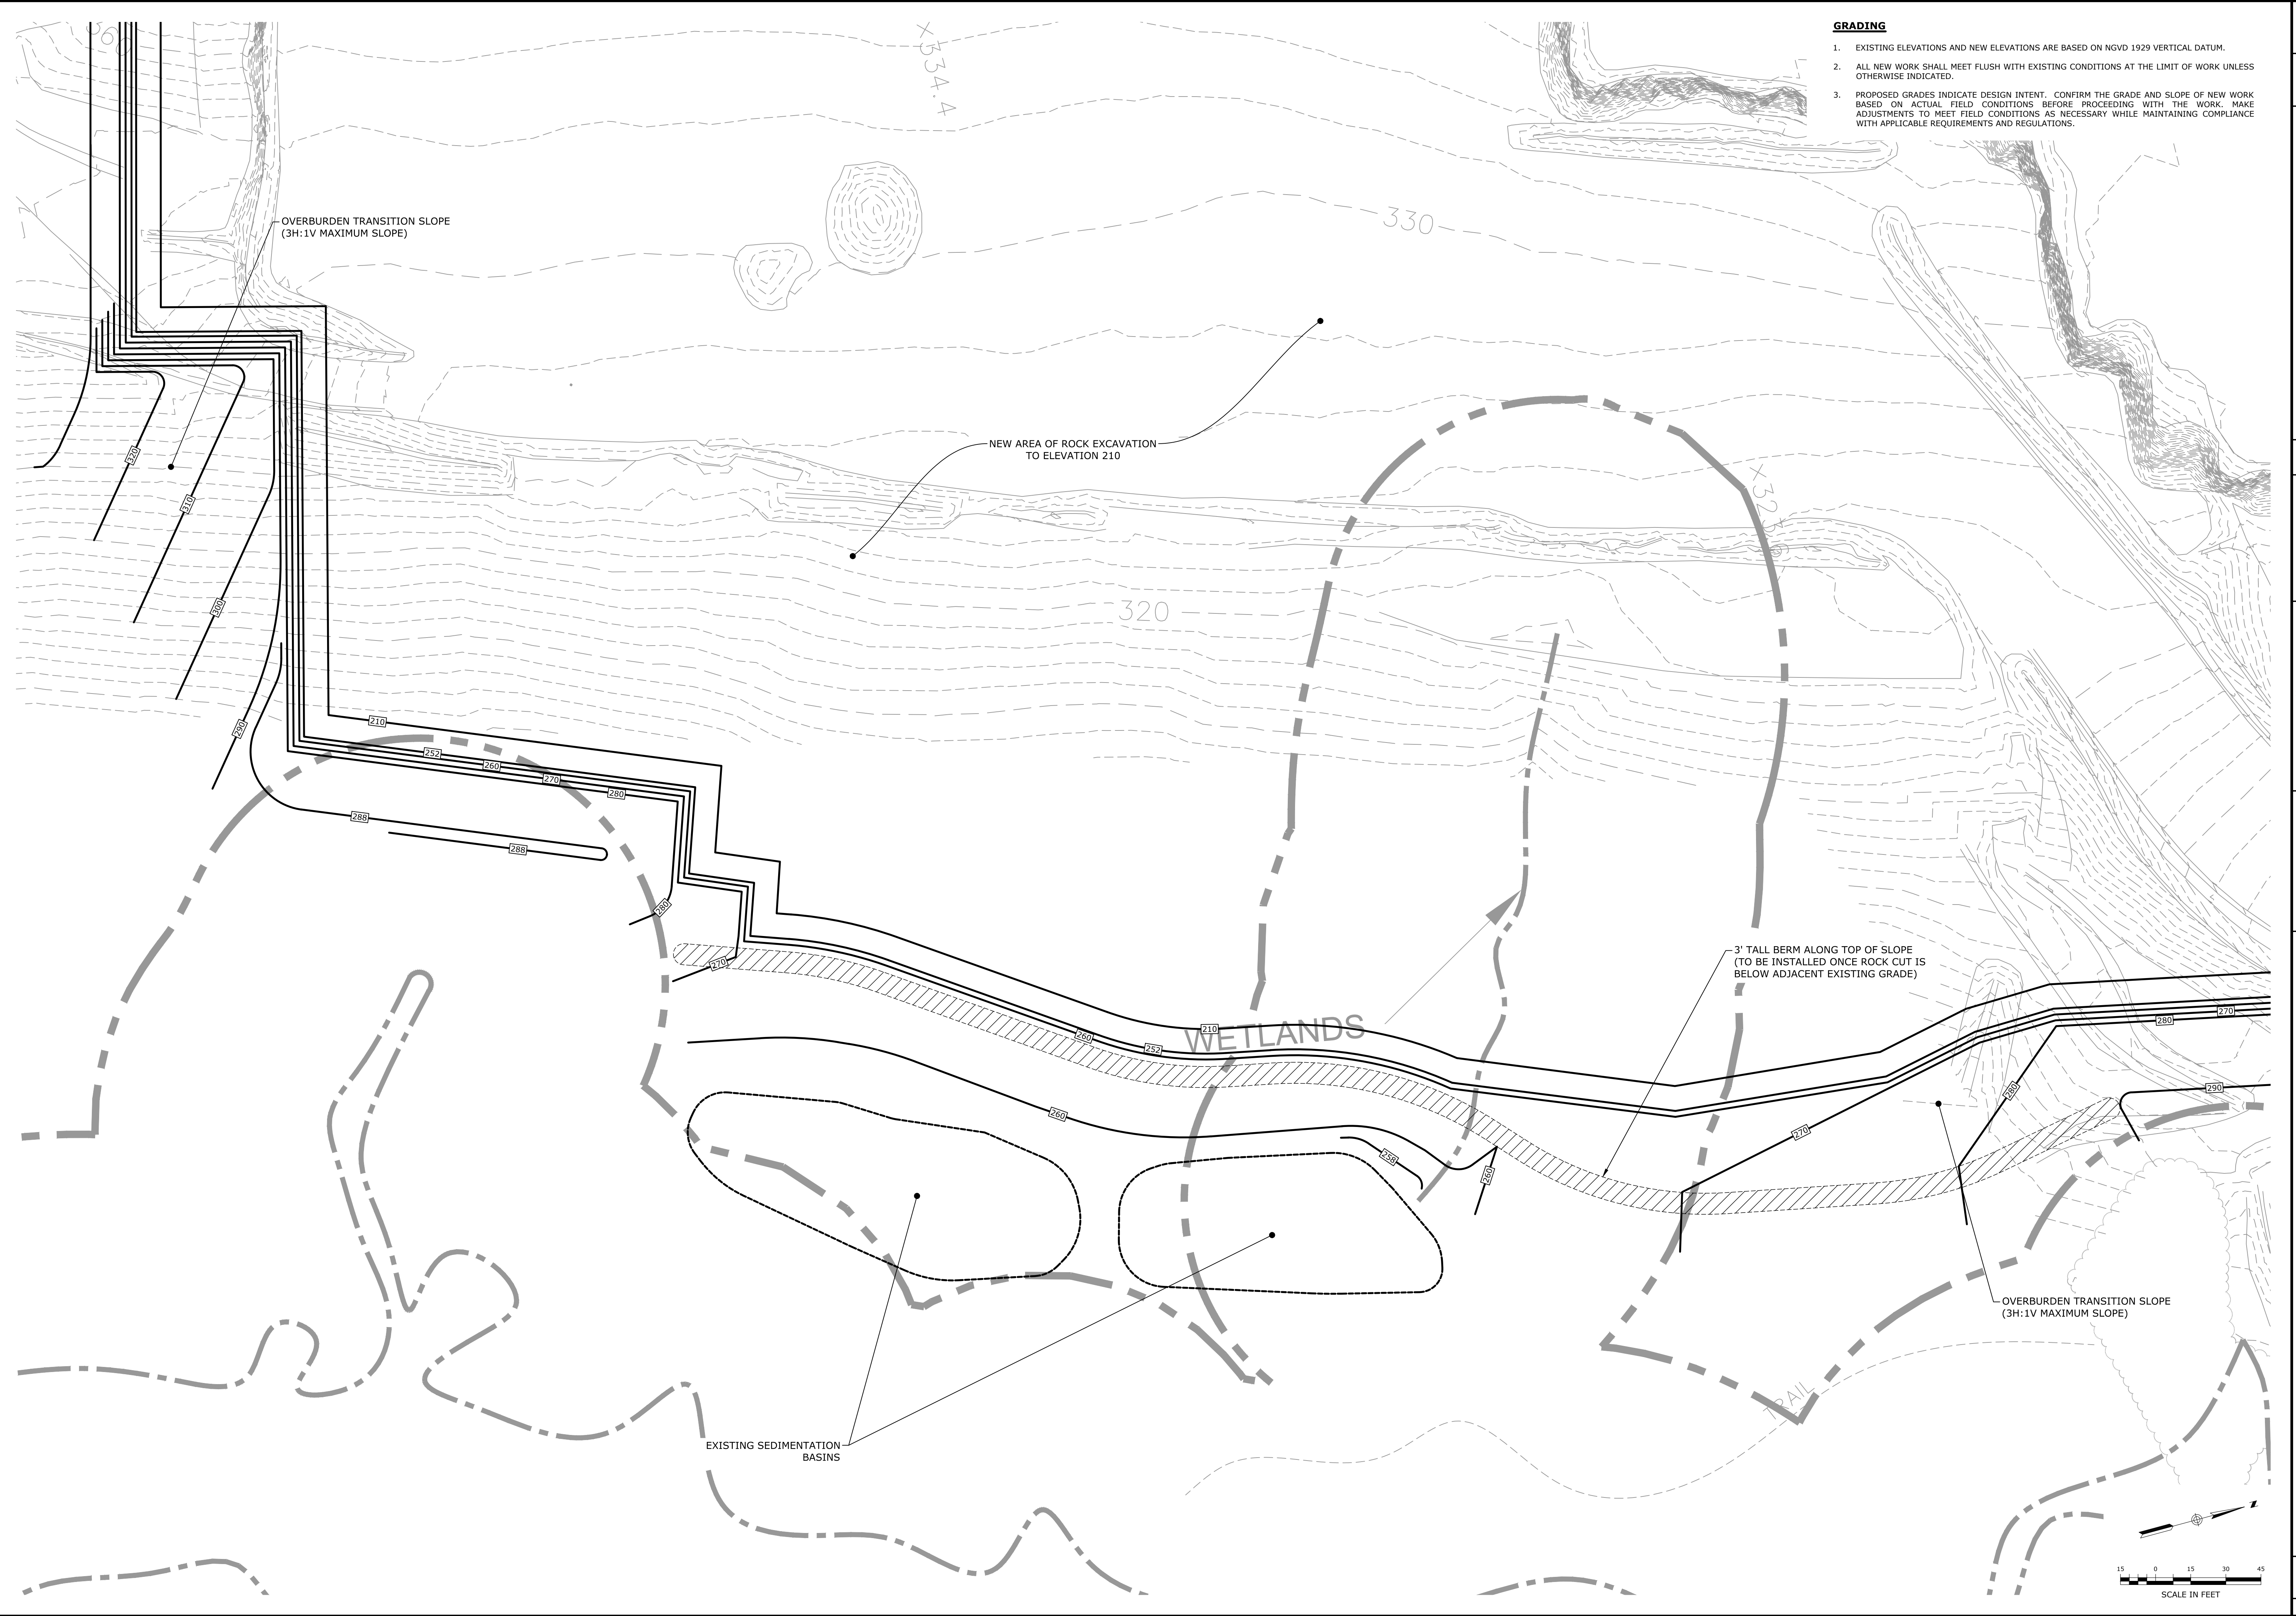 GRADING
1. EXISTING ELEVATIONS AND NEW ELEVATIONS ARE BASED ON NGVD 1929 VERTICAL DATUM.
2. ALL NEW WORK SHALL MEET FLUSH WITH EXISTING CONDITIONS AT THE LIMIT OF WORK UNLESS
OTHERWISE INDICATED.
3. PROPOSED GRADES INDICATE DESIGN INTENT. CONFIRM THE GRADE AND SLOPE OF NEW WORK
BASED ON ACTUAL FIELD CONDITIONS BEFORE PROCEEDING WITH THE WORK. MAKE
ADJUSTMENTS TO MEET FIELD CONDITIONS AS NECESSARY WHILE MAINTAINING COMPLIANCE
WITH APPLICABLE REQUIREMENTS AND REGULATIONS.
×334.4
330
OVERBURDEN TRANSITION SLOPE
(3H:1V MAXIMUM SLOPE)
NEW AREA OF ROCK EXCAVATION
TO ELEVATION 210
320
310
300
290
320
210
252
260
270
280
288
288
280
270
3' TALL BERM ALONG TOP OF SLOPE
(TO BE INSTALLED ONCE ROCK CUT IS
BELOW ADJACENT EXISTING GRADE)
WETLANDS
210
260
252
260
258
260
270
280
270
280
290
OVERBURDEN TRANSITION SLOPE
(3H:1V MAXIMUM SLOPE)
TRAIL
EXISTING SEDIMENTATION
BASINS
15 0 15 30 45
SCALE IN FEET